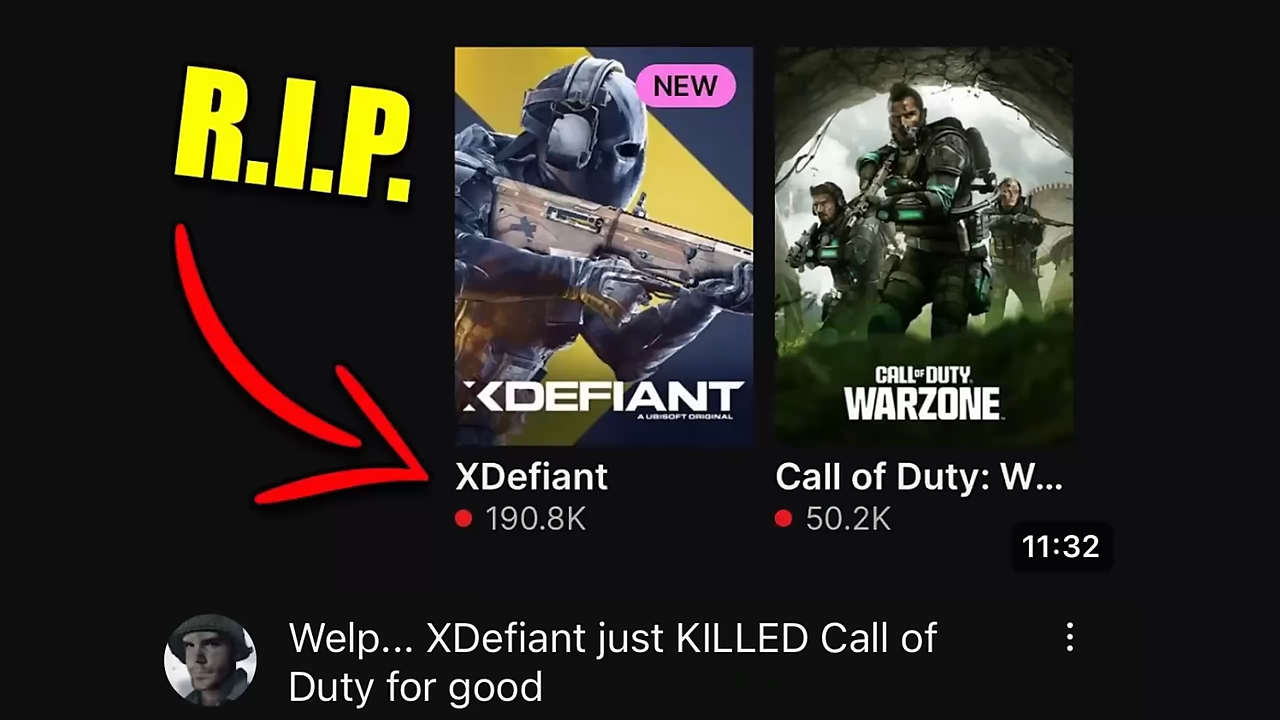 R.I.P.
NEW
XDEFIANT
A UBISOFT ORIGINAL
CALL OF DUTY
WARZONE
XDefiant
190.8K
Call of Duty: W...
50.2K
11:32
Welp... XDefiant just KILLED Call of
Duty for good